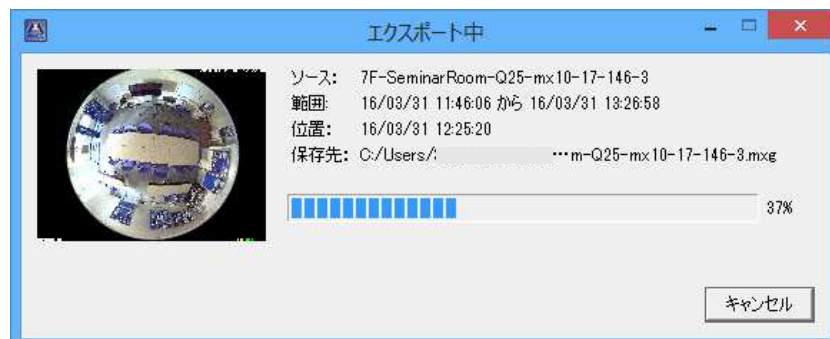 エクスポート中
ソース: 7F-SeminarRoom-Q25-mx10-17-146-3
範囲: 16/03/31 11:46:06 から 16/03/31 13:26:58
位置: 16/03/31 12:25:20
保存先: C:/Users/ …m-Q25-mx10-17-146-3.mxg
37%
キャンセル